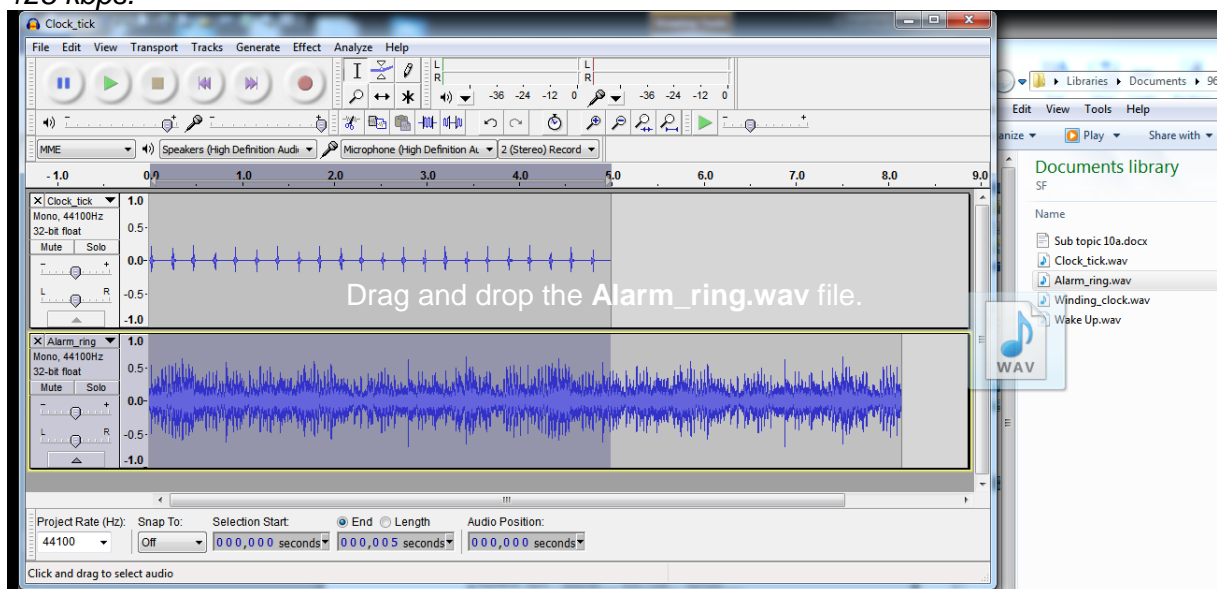 128 kbps.
Clock_tick
File Edit View Transport Tracks Generate Effect Analyze Help
L
R
-36 -24 -12 0
L
R
-36 -24 -12 0
MME
Speakers (High Definition Audi
Microphone (High Definition Au
2 (Stereo) Record
- 1.0 0.0 1.0 2.0 3.0 4.0 5.0 6.0 7.0 8.0 9.0
X Clock_tick
Mono, 44100Hz
32-bit float
Mute Solo
- +
L R
1.0
0.5-
0.0-
-0.5-
-1.0
Drag and drop the Alarm_ring.wav file.
X Alarm_ring
Mono, 44100Hz
32-bit float
Mute Solo
- +
L R
1.0
0.5-
0.0-
-0.5-
-1.0
Project Rate (Hz): Snap To: Selection Start: End Length Audio Position:
44100 Off 000,000 seconds 000,005 seconds 000,000 seconds
Click and drag to select audio
Libraries Documents 96
Edit View Tools Help
anize Play Share with
Documents library
SF
Name
Sub topic 10a.docx
Clock_tick.wav
Alarm_ring.wav
Winding_clock.wav
Wake Up.wav
WAV